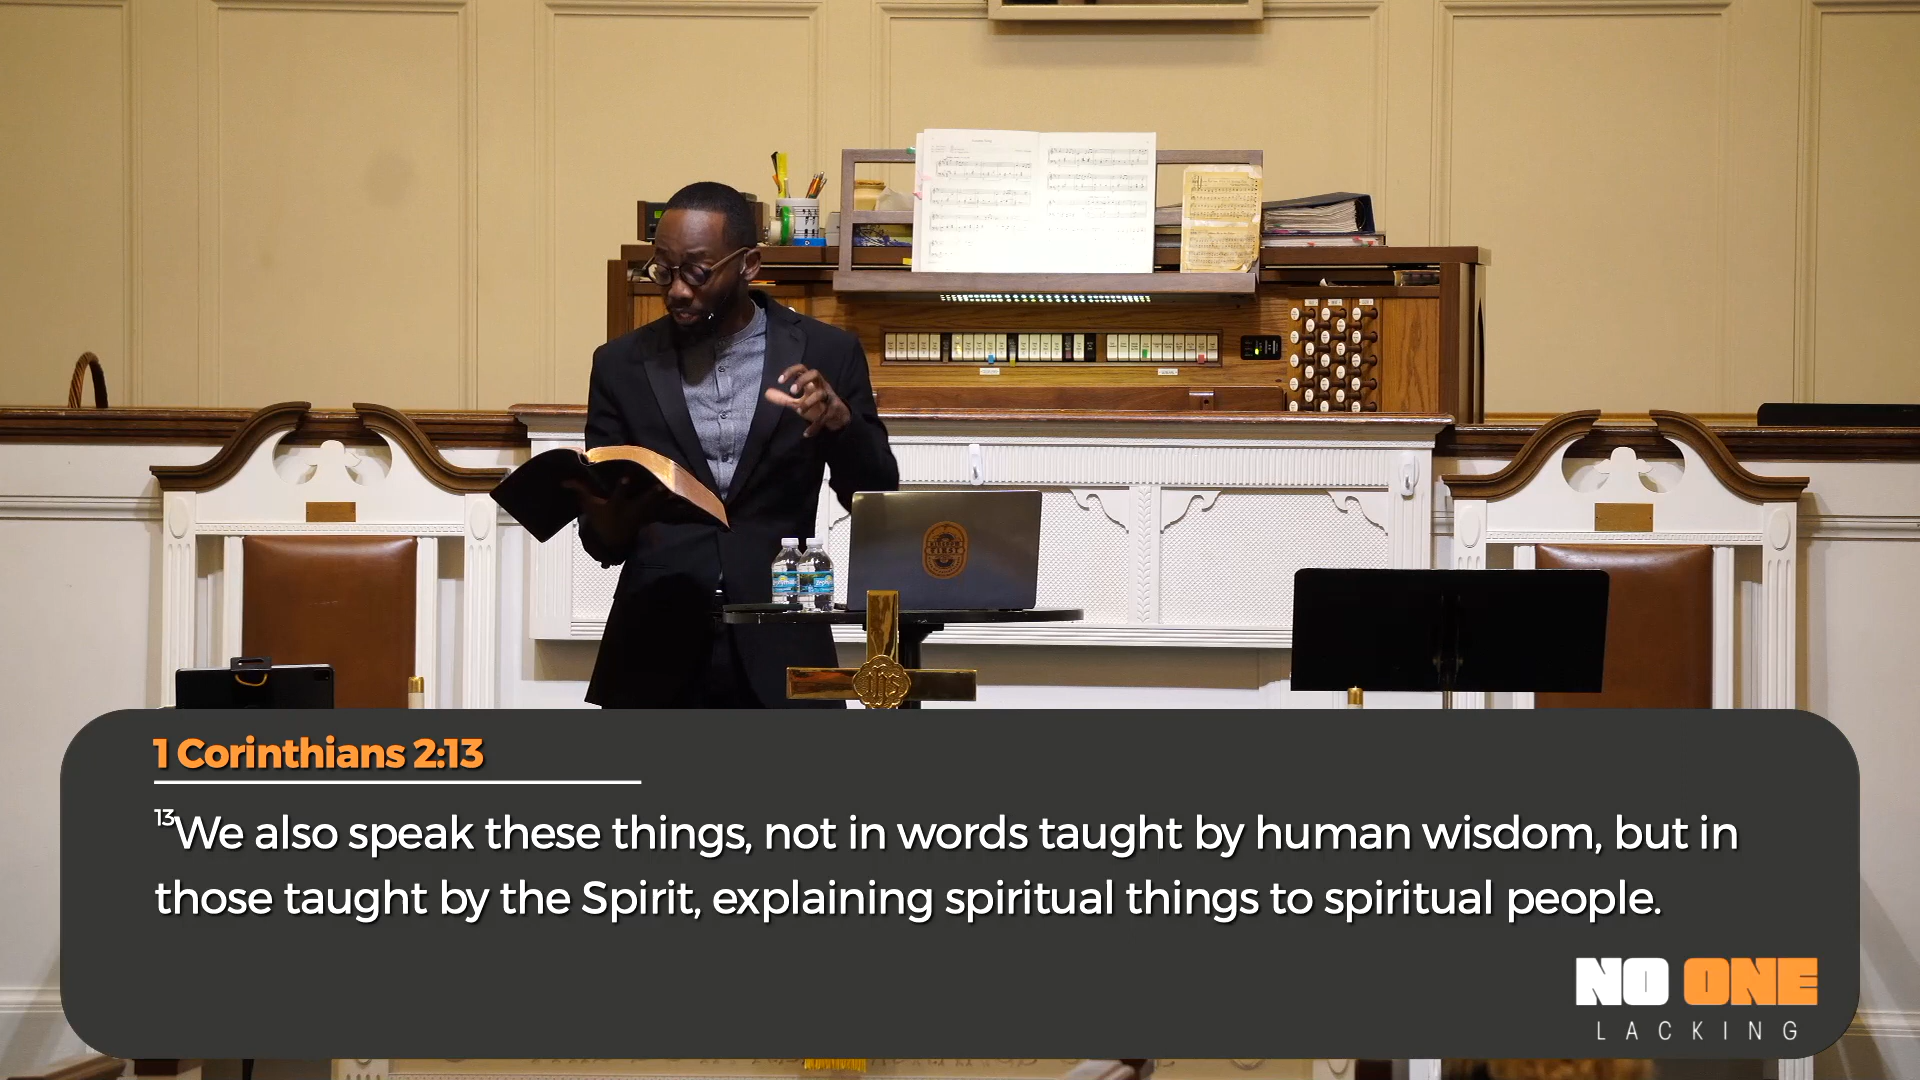 FIRST
1 Corinthians 2:13
13We also speak these things, not in words taught by human wisdom, but in
those taught by the Spirit, explaining spiritual things to spiritual people.
NO ONE
LACKING